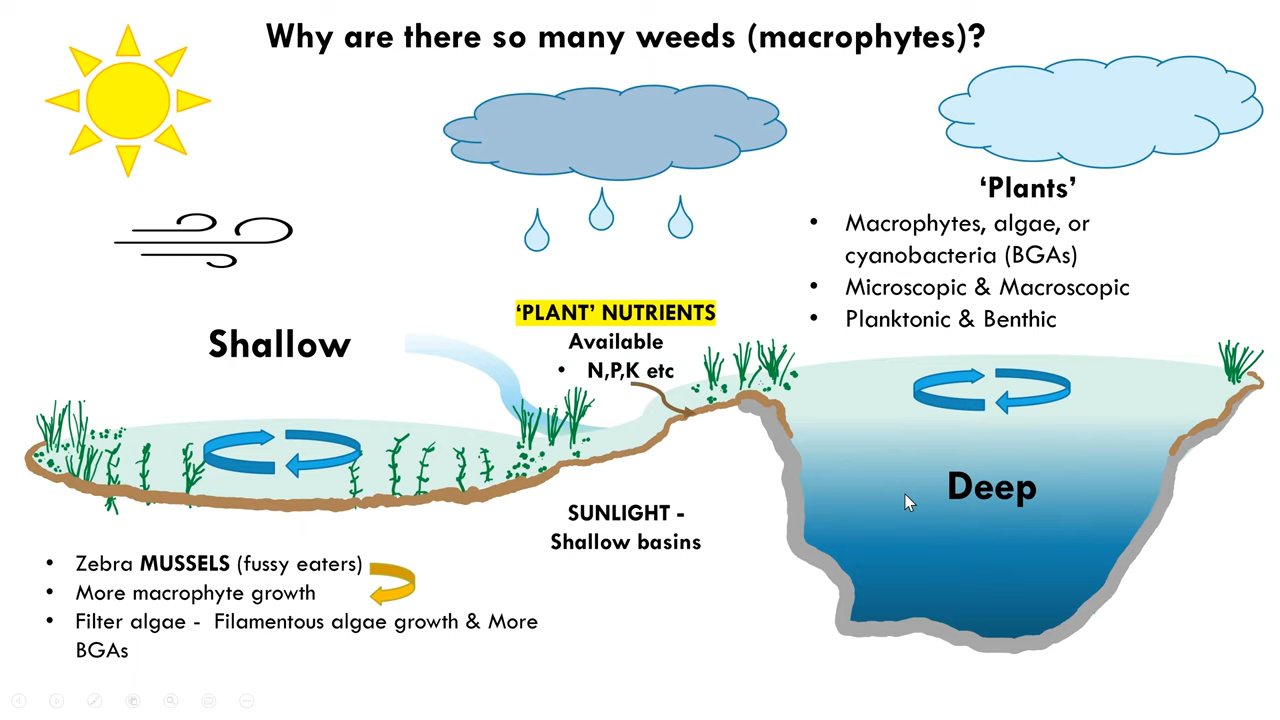 Why are there so many weeds (macrophytes)?
‘Plants’
• Macrophytes, algae, or
cyanobacteria (BGAs)
• Microscopic & Macroscopic
• Planktonic & Benthic
‘PLANT’ NUTRIENTS
Available
• N,P,K etc
Shallow
Deep
SUNLIGHT -
Shallow basins
• Zebra MUSSELS (fussy eaters)
• More macrophyte growth
• Filter algae - Filamentous algae growth & More
BGAs